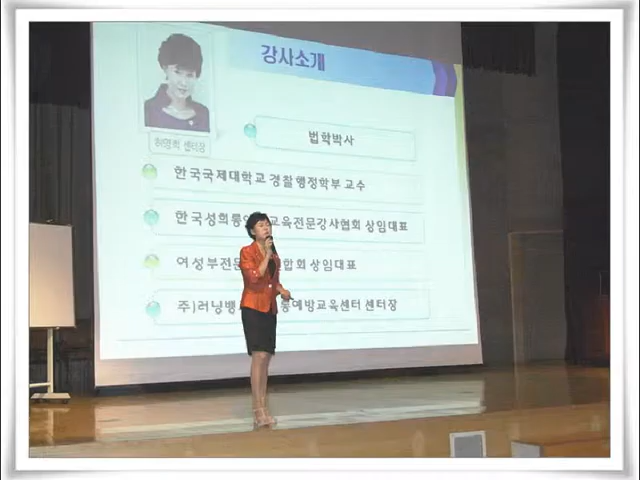 강사소개
센터장
법학박사
한국국제대학교 경찰행정학부 교수
한국성희롱 교육전문강사협회 상임대표
여성부전문 합회 상임대표
주)러닝뱅 롱예방교육센터 센터장